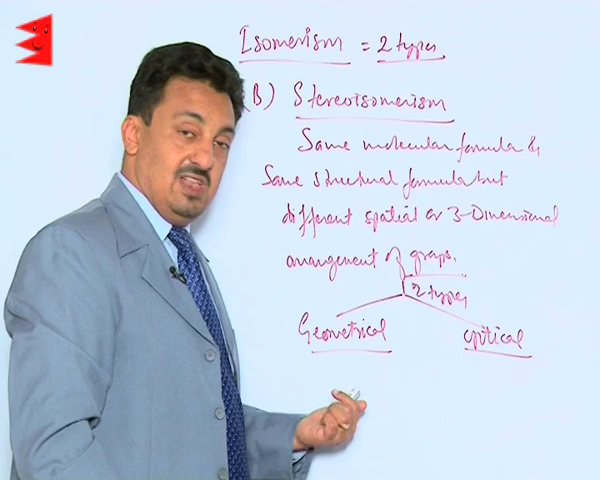 Isomerism = 2 types
(B) Stereoisomerism
Same molecular formula &
Same structural formula but
different spatial or 3-Dimensional
arrangement of groups.
2 types
Geometrical optical